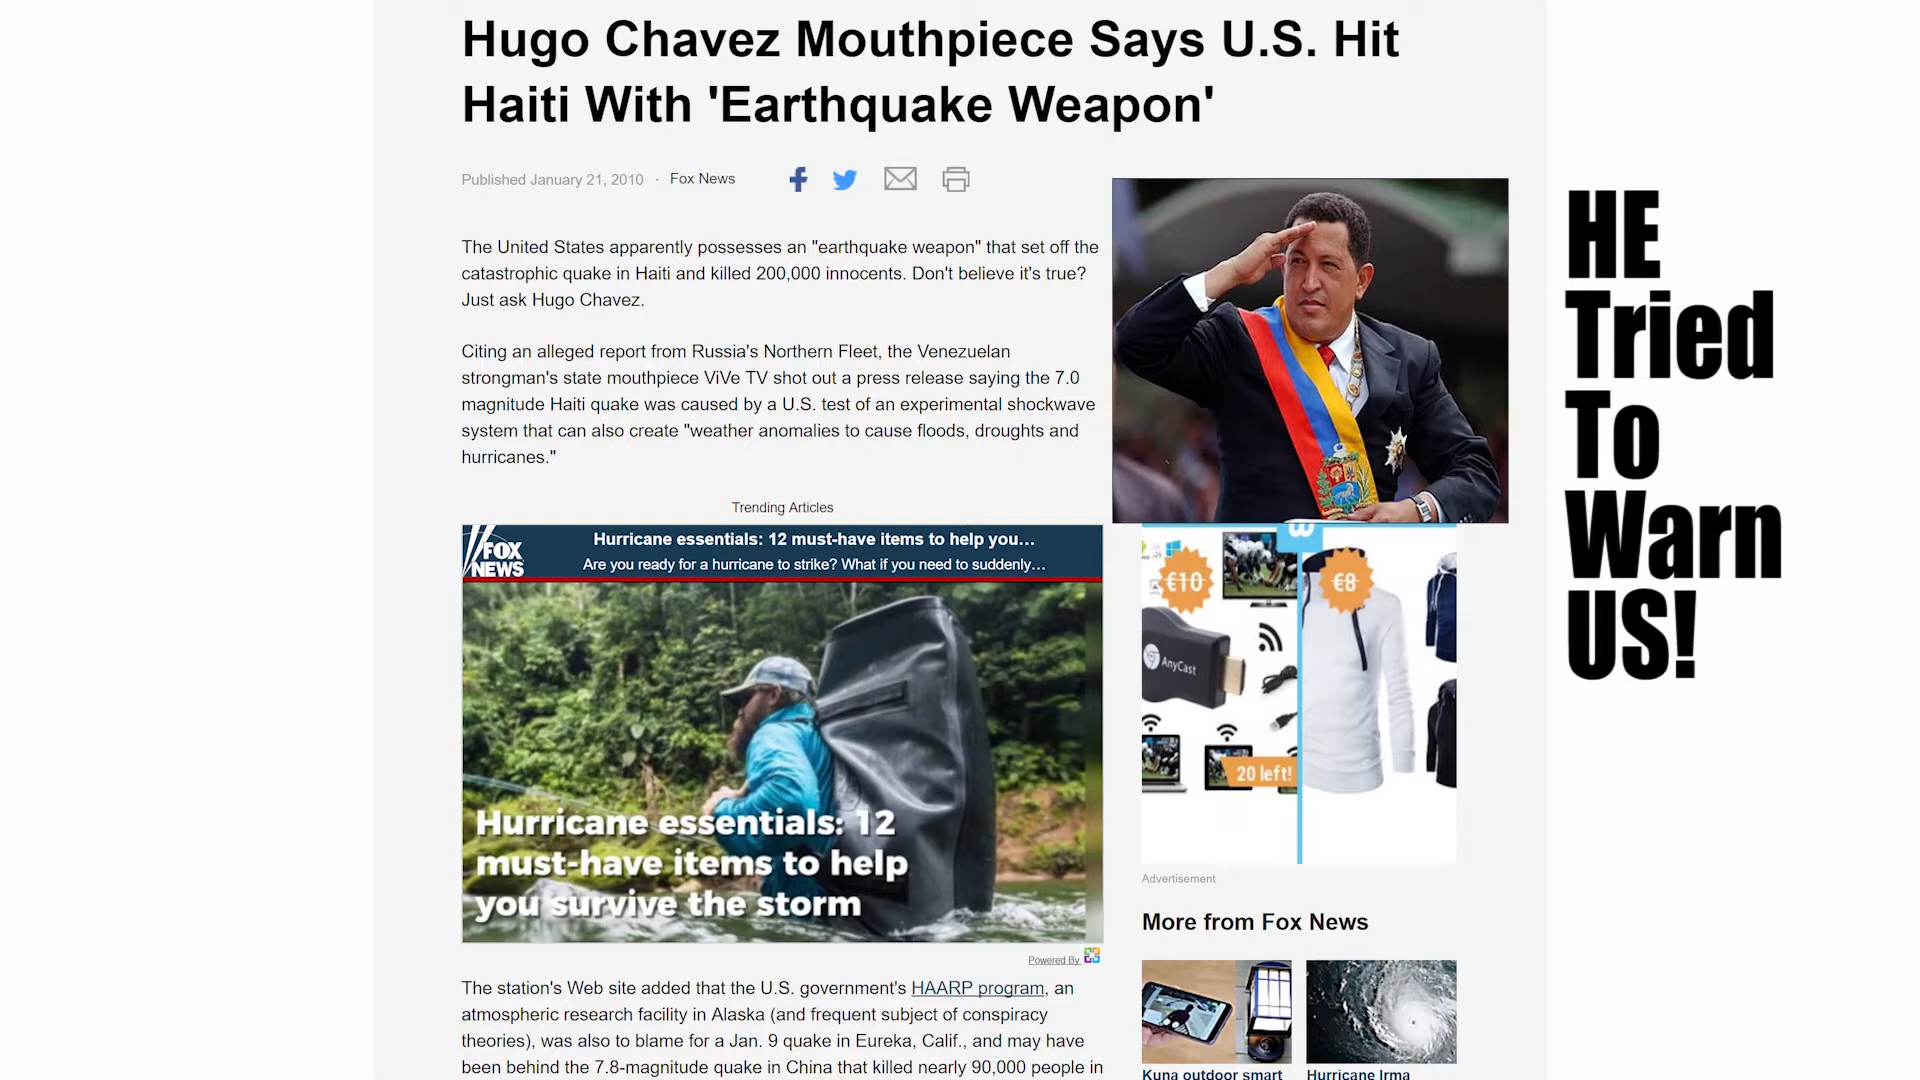 Hugo Chavez Mouthpiece Says U.S. Hit
Haiti With 'Earthquake Weapon'
Published January 21, 2010 · Fox News
The United States apparently possesses an "earthquake weapon" that set off the
catastrophic quake in Haiti and killed 200,000 innocents. Don't believe it's true?
Just ask Hugo Chavez.
Citing an alleged report from Russia's Northern Fleet, the Venezuelan
strongman's state mouthpiece ViVe TV shot out a press release saying the 7.0
magnitude Haiti quake was caused by a U.S. test of an experimental shockwave
system that can also create "weather anomalies to cause floods, droughts and
hurricanes."
Trending Articles
FOX
NEWS
Hurricane essentials: 12 must-have items to help you...
Are you ready for a hurricane to strike? What if you need to suddenly...
Hurricane essentials: 12
must-have items to help
you survive the storm
Powered By
The station's Web site added that the U.S. government's HAARP program, an
atmospheric research facility in Alaska (and frequent subject of conspiracy
theories), was also to blame for a Jan. 9 quake in Eureka, Calif., and may have
been behind the 7.8-magnitude quake in China that killed nearly 90,000 people in
HE
Tried
To
Warn
US!
€10
€8
AnyCast
20 left!
Advertisement
More from Fox News
Kuna outdoor smart
Hurricane Irma